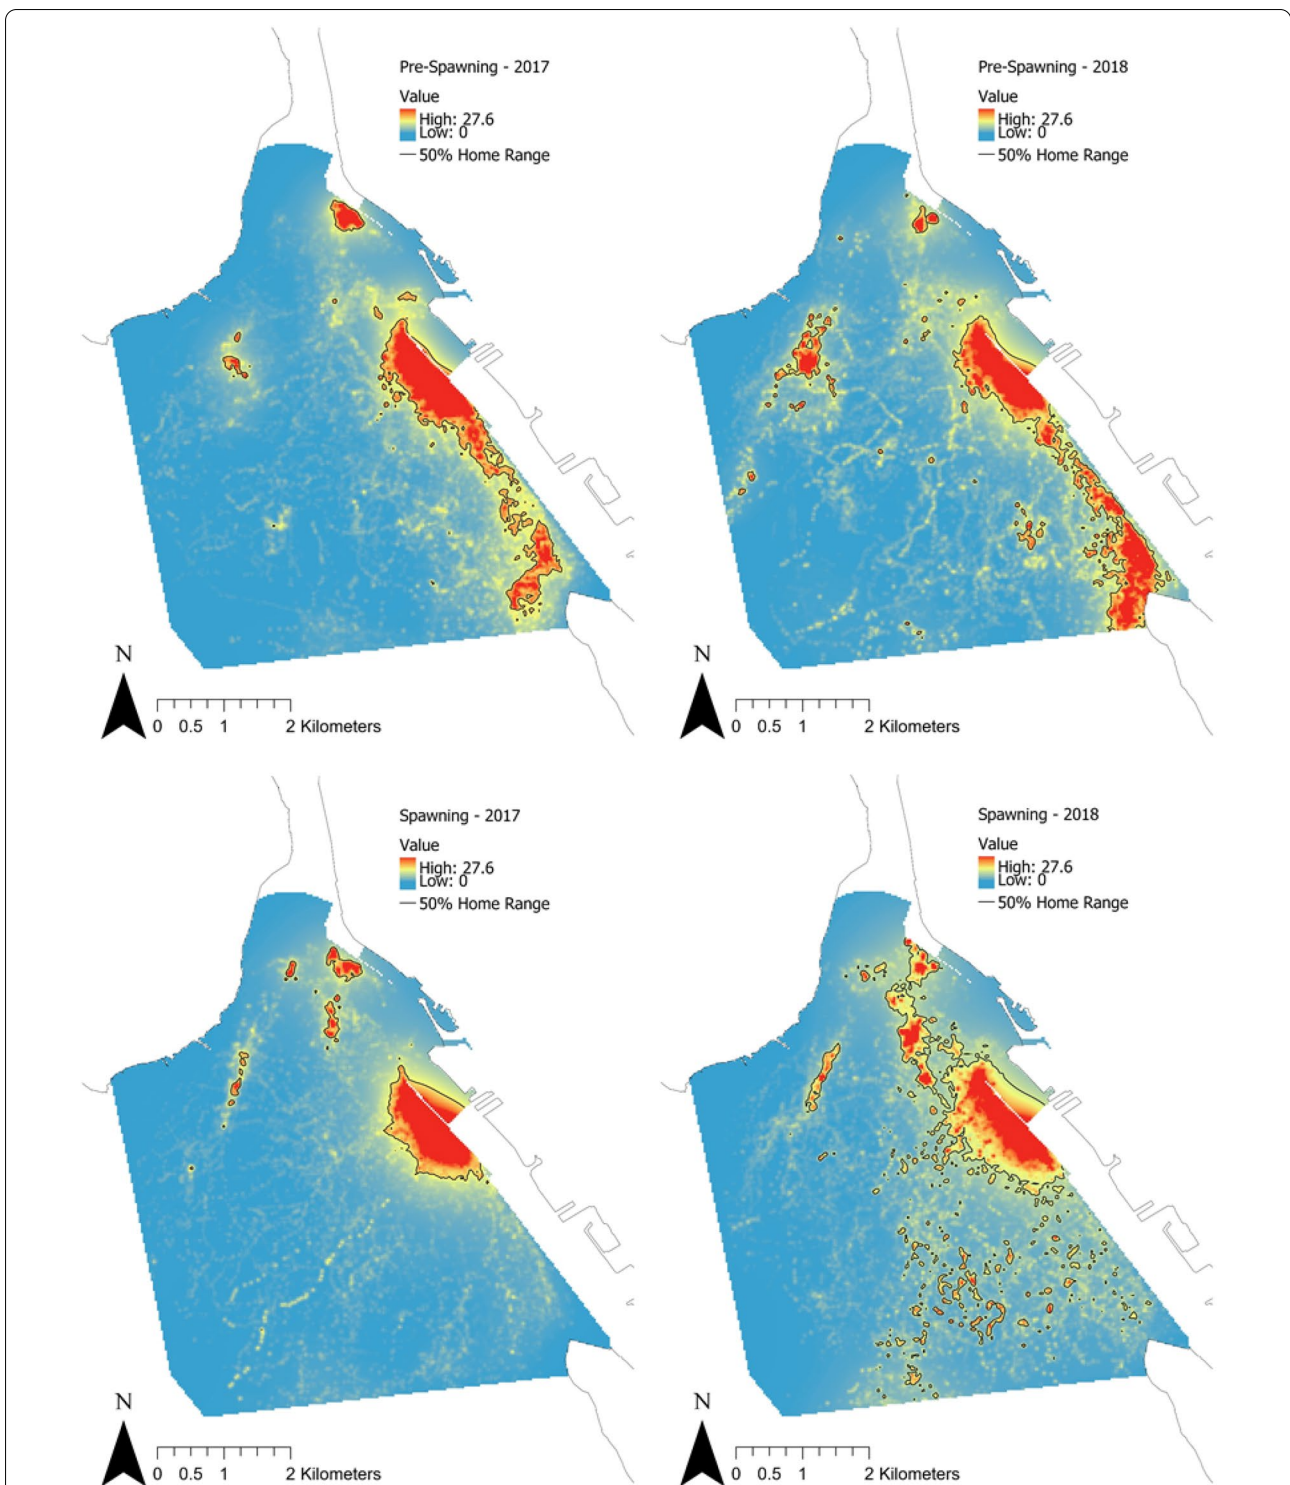 Pre-Spawning - 2017
Value
High: 27.6
Low: 0
50% Home Range
N
0 0.5 1 2 Kilometers
Pre-Spawning - 2018
Value
High: 27.6
Low: 0
50% Home Range
N
0 0.5 1 2 Kilometers
Spawning - 2017
Value
High: 27.6
Low: 0
50% Home Range
N
0 0.5 1 2 Kilometers
Spawning - 2018
Value
High: 27.6
Low: 0
50% Home Range
N
0 0.5 1 2 Kilometers